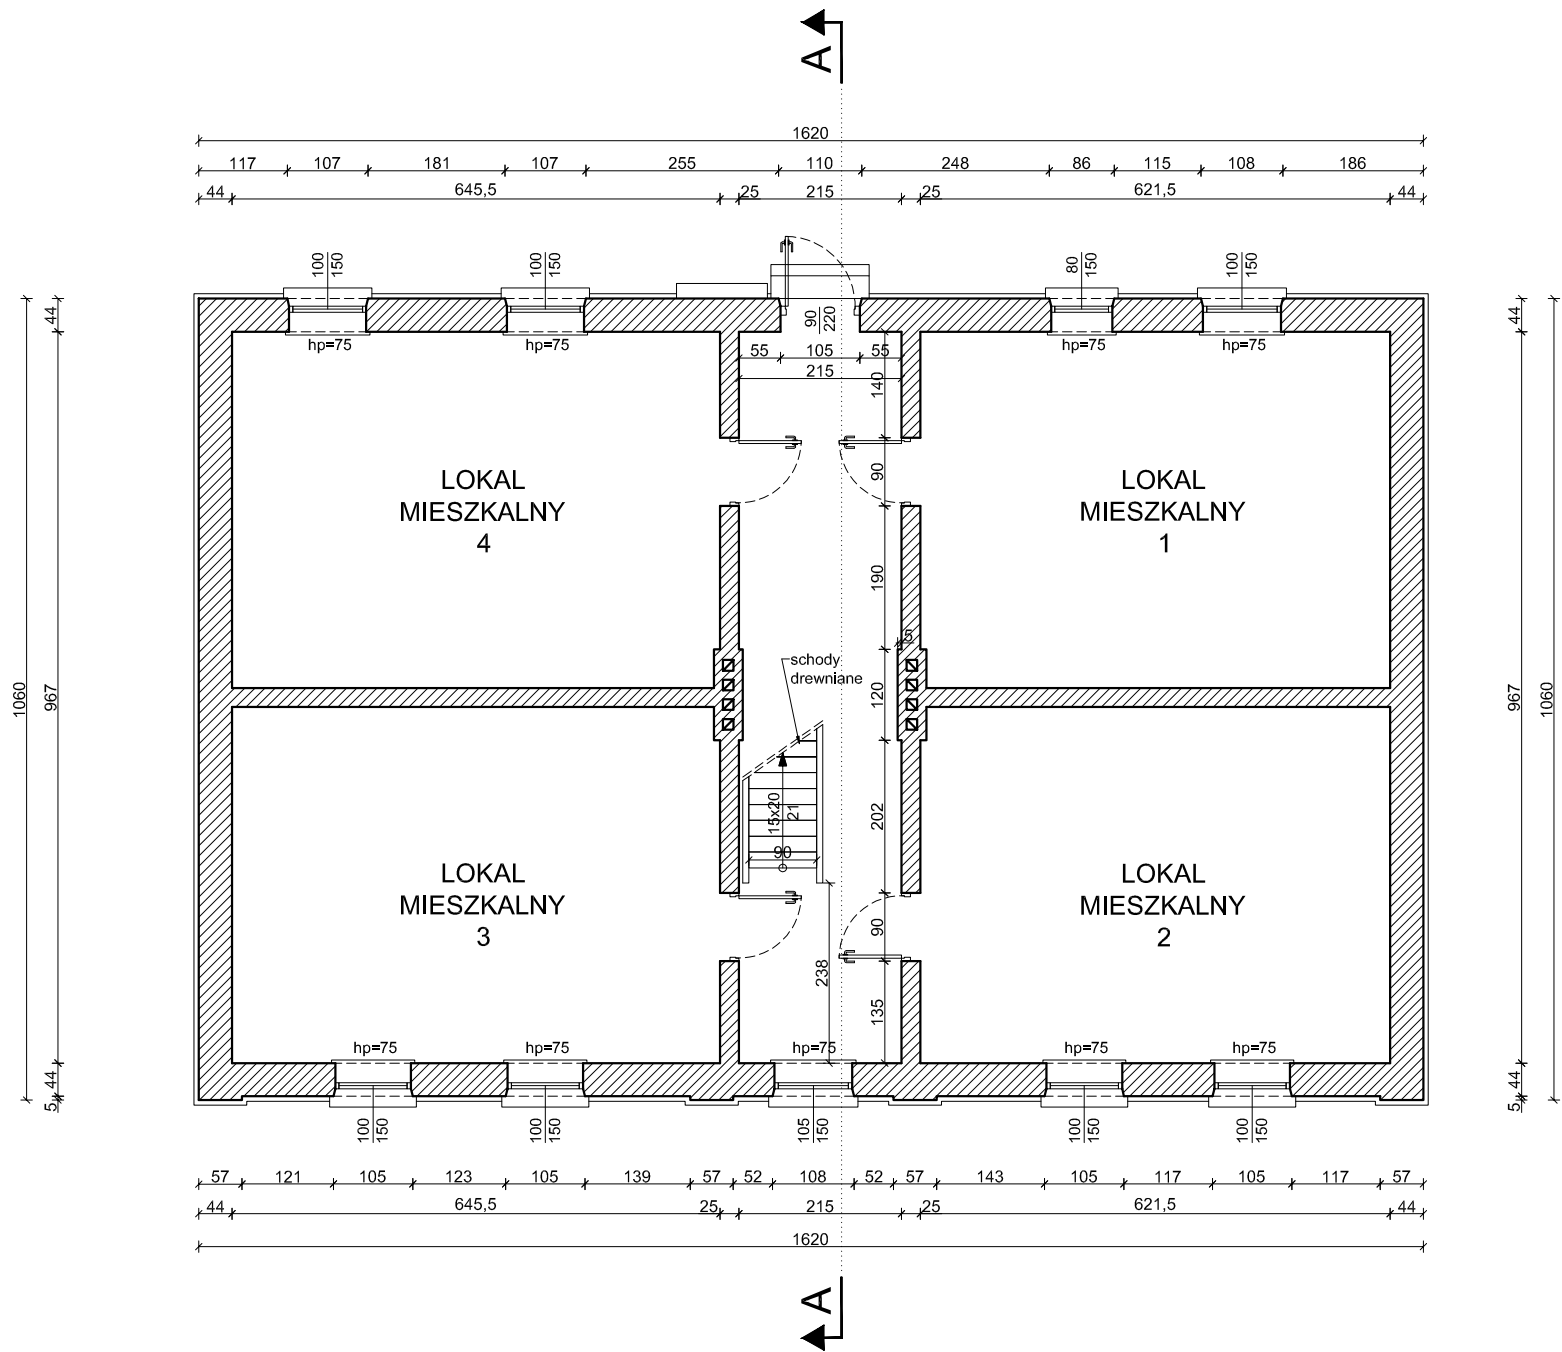 A
1620
117 107 181 107 255 110 248 86 115 108 186
44 645,5 25 215 25 621,5 44
100 150
100 150
80 150
100 150
90 220
hp=75
hp=75
hp=75
hp=75
55 105 55
215
140
90
190
5
120
202
90
135
238
LOKAL
MIESZKALNY
4
LOKAL
MIESZKALNY
1
schody
drewniane
15x20
21
90
LOKAL
MIESZKALNY
3
LOKAL
MIESZKALNY
2
1060
44
967
44
5
44
967
44
5
1060
hp=75
hp=75
hp=75
hp=75
hp=75
100 150
100 150
105 150
100 150
100 150
57 121 105 123 105 139 57 52 108 52 57 143 105 117 105 117 57
44 645,5 25 215 25 621,5 44
1620
A